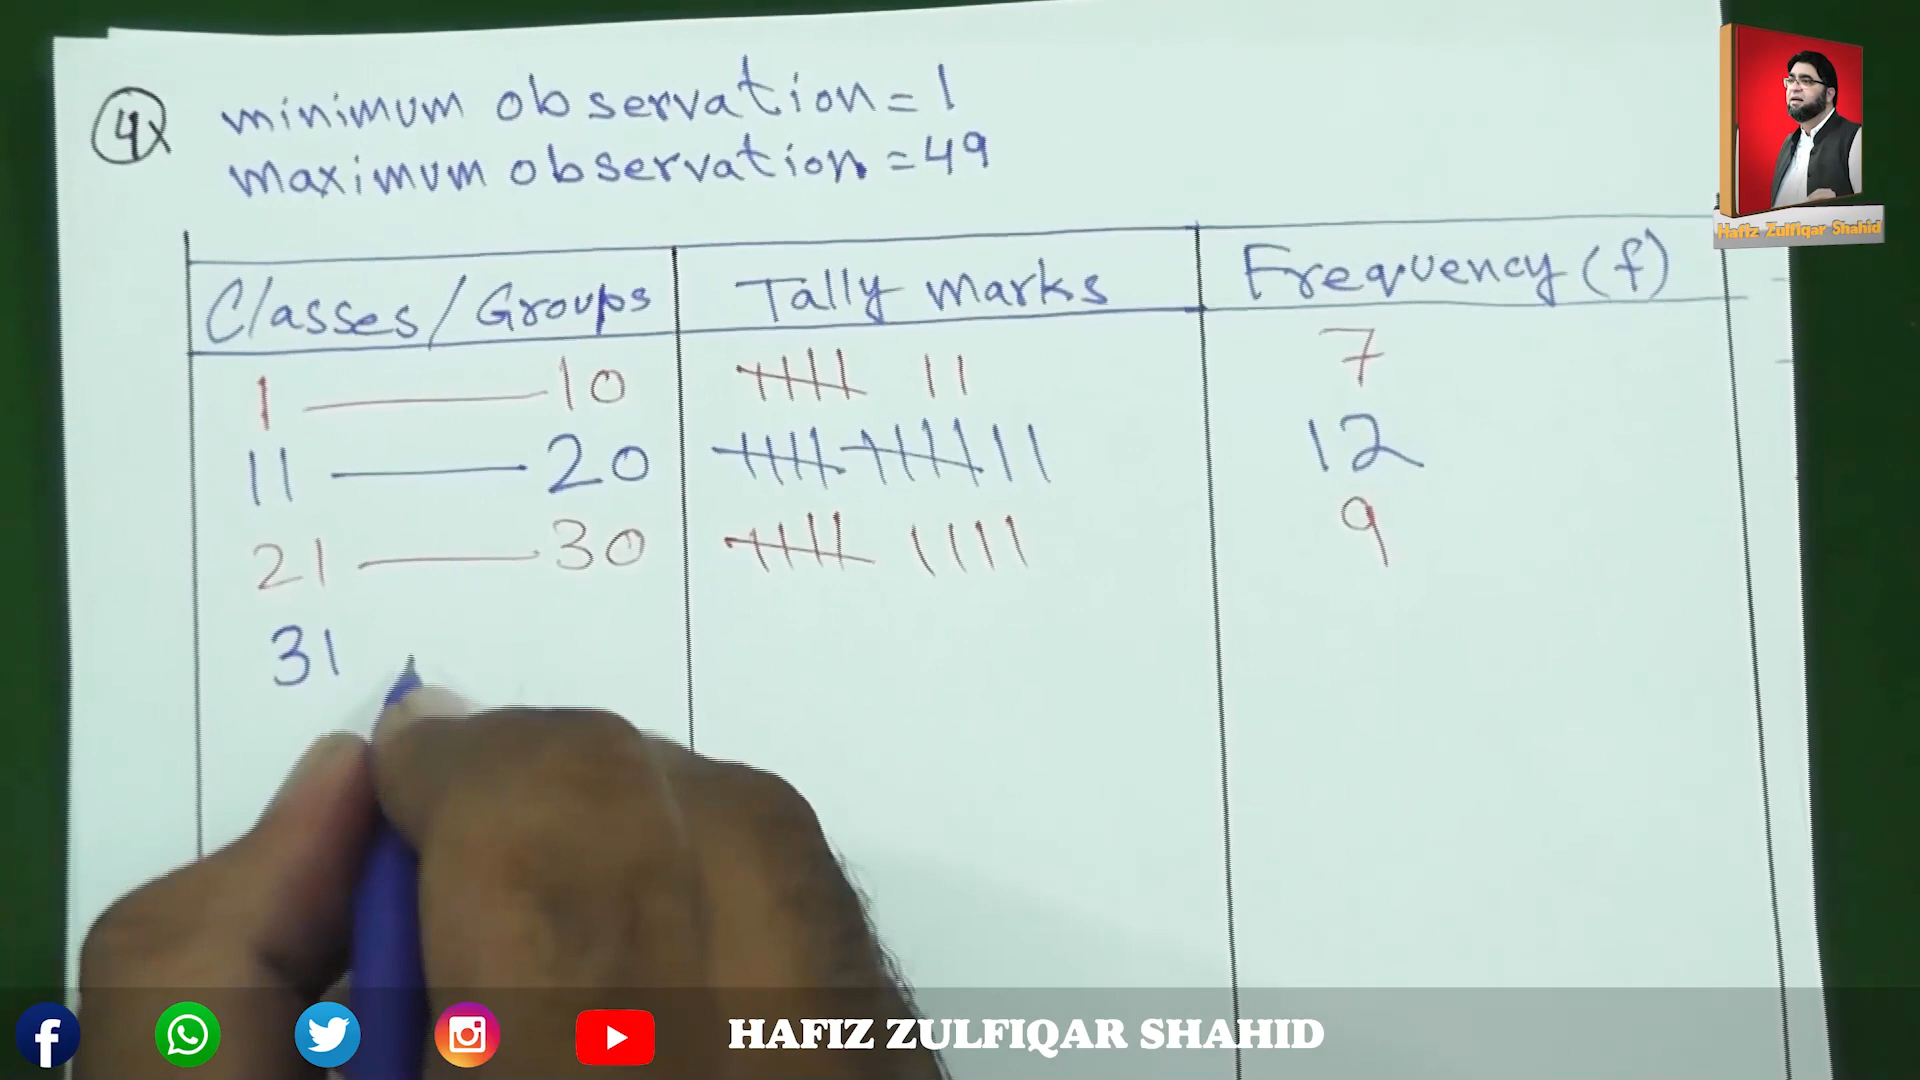 4x minimum observation = 1
maximum observation = 49
Hafiz Zulfiqar Shahid
Classes/Groups Tally marks Frequency (f)
1 — 10 𝍸 || 7
11 — 20 𝍸 𝍸 || 12
21 — 30 𝍸 |||| 9
31
HAFIZ ZULFIQAR SHAHID